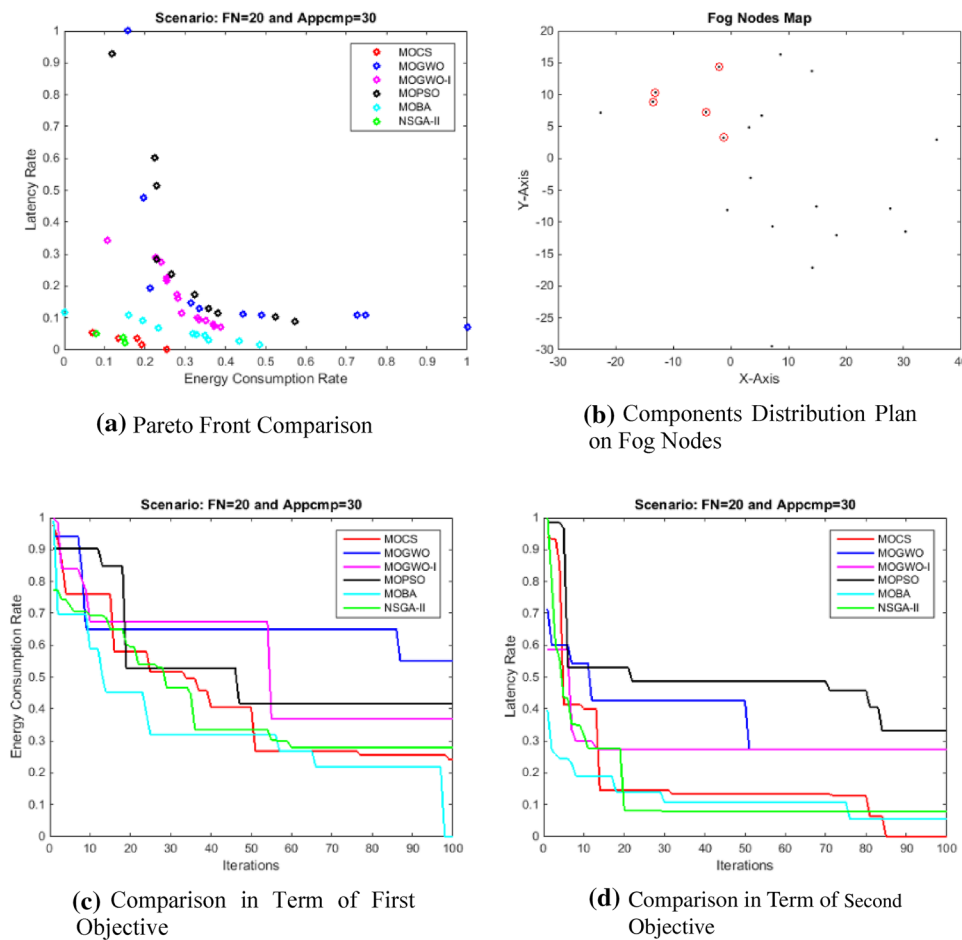 Scenario: FN=20 and Appcmp=30
1
0.9
0.8
0.7
0.6
0.5
0.4
0.3
0.2
0.1
0
Latency Rate
MOCS
MOGWO
MOGWO-I
MOPSO
MOBA
NSGA-II
0 0.1 0.2 0.3 0.4 0.5 0.6 0.7 0.8 0.9 1
Energy Consumption Rate
(a) Pareto Front Comparison
Fog Nodes Map
20
15
10
5
0
-5
-10
-15
-20
-25
-30
Y-Axis
-30 -20 -10 0 10 20 30 40
X-Axis
(b) Components Distribution Plan
on Fog Nodes
Scenario: FN=20 and Appcmp=30
1
0.9
0.8
0.7
0.6
0.5
0.4
0.3
0.2
0.1
0
Energy Consumption Rate
MOCS
MOGWO
MOGWO-I
MOPSO
MOBA
NSGA-II
0 10 20 30 40 50 60 70 80 90 100
Iterations
(c) Comparison in Term of First
Objective
Scenario: FN=20 and Appcmp=30
1
0.9
0.8
0.7
0.6
0.5
0.4
0.3
0.2
0.1
0
Latency Rate
MOCS
MOGWO
MOGWO-I
MOPSO
MOBA
NSGA-II
0 10 20 30 40 50 60 70 80 90 100
Iterations
(d) Comparison in Term of Second
Objective